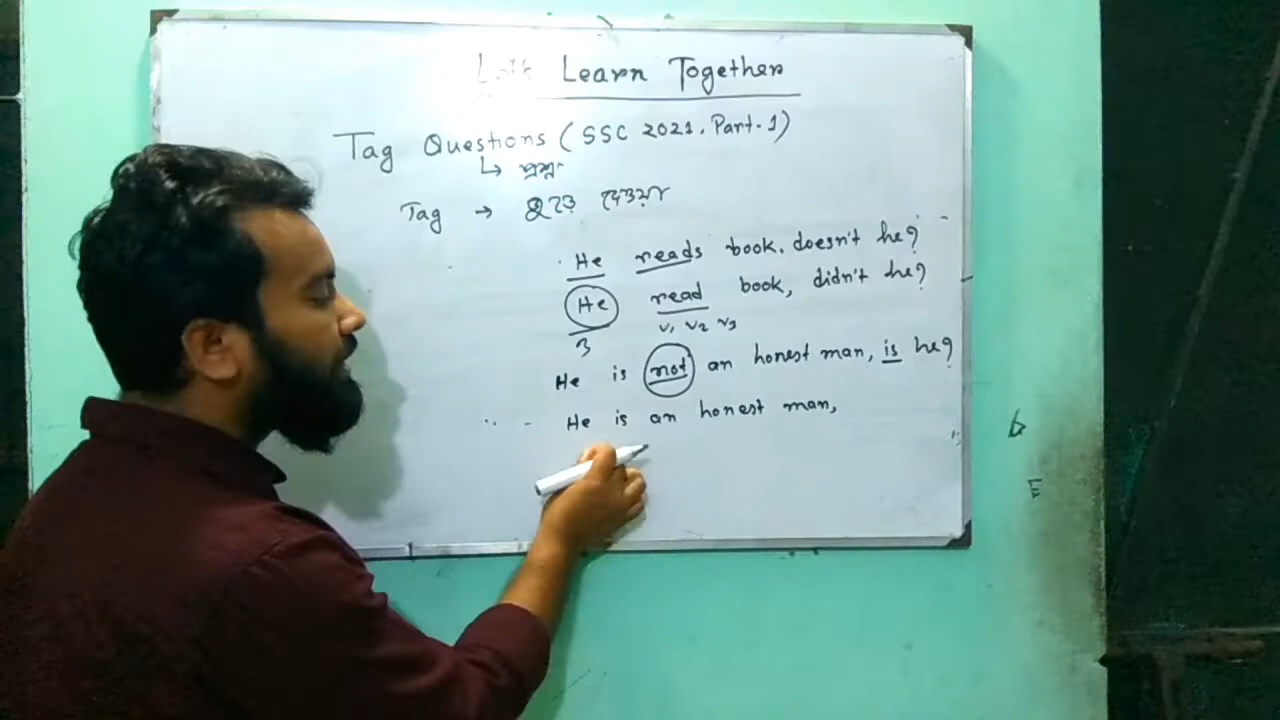 Let's Learn Together
Tag Questions (SSC 2021. Part-1)
↳ প্রশ্ন
Tag → জুড়ে দেওয়া
He reads book. doesn't he?
He read book, didn't he?
3 V1 V2 V3
He is not an honest man, is he?
He is an honest man,